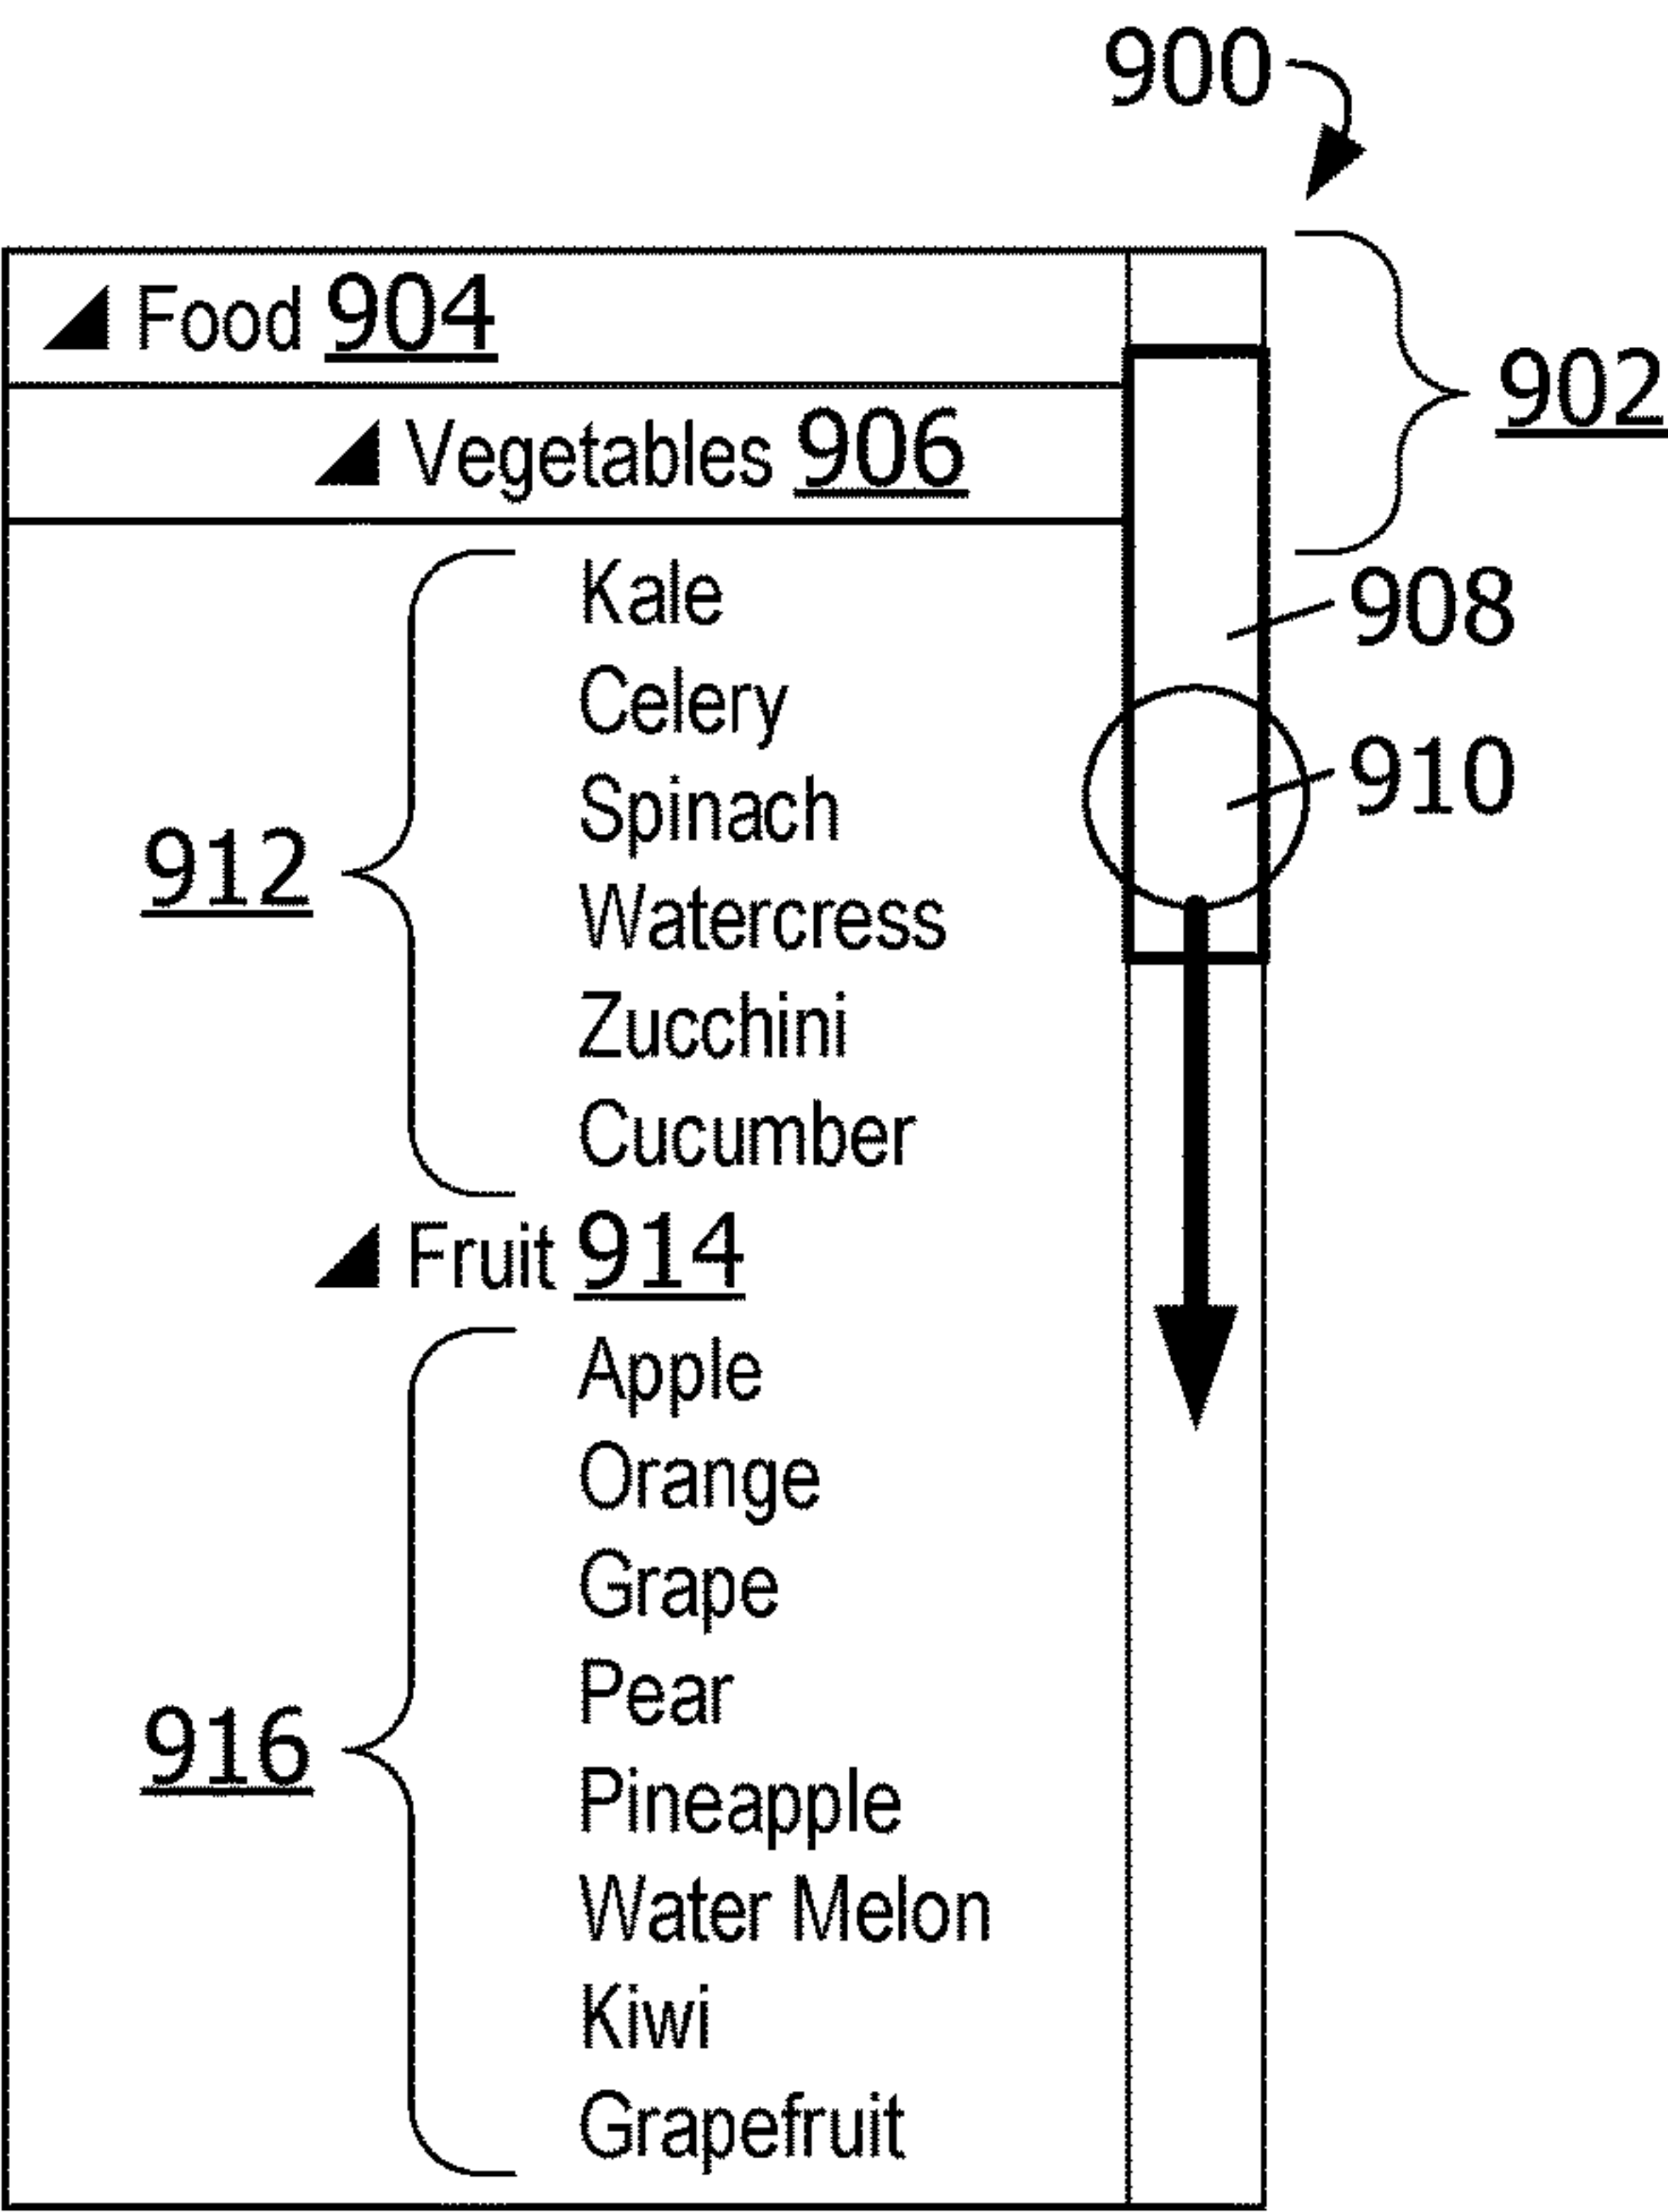 900
Food 904
902
Vegetables 906
Kale
908
Celery
910
Spinach
912
Watercress
Zucchini
Cucumber
Fruit 914
Apple
Orange
Grape
Pear
916
Pineapple
Water Melon
Kiwi
Grapefruit